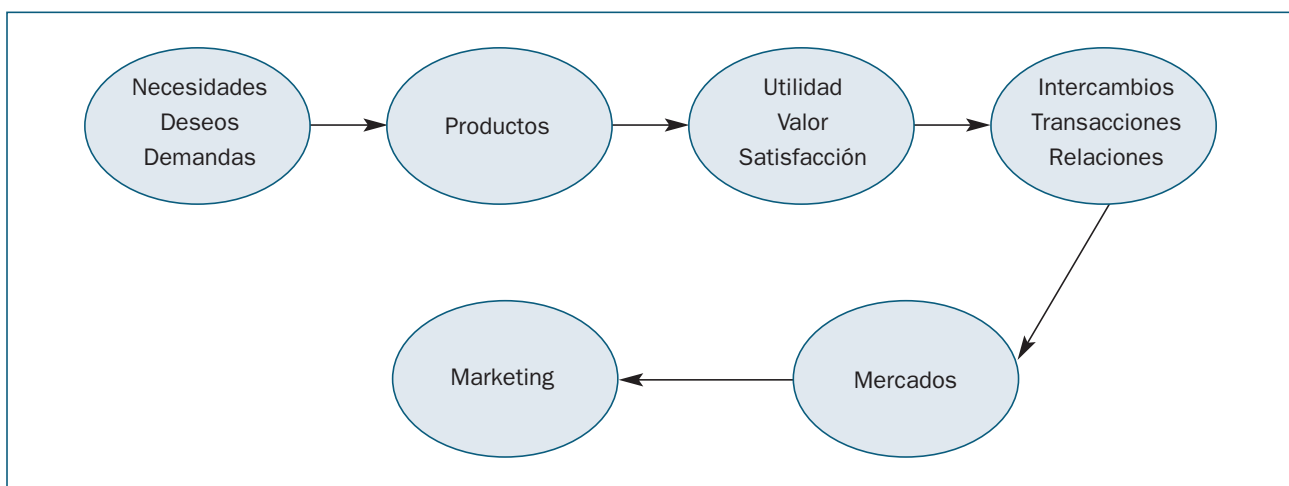 Necesidades
Deseos
Demandas
Productos
Utilidad
Valor
Satisfacción
Intercambios
Transacciones
Relaciones
Marketing
Mercados